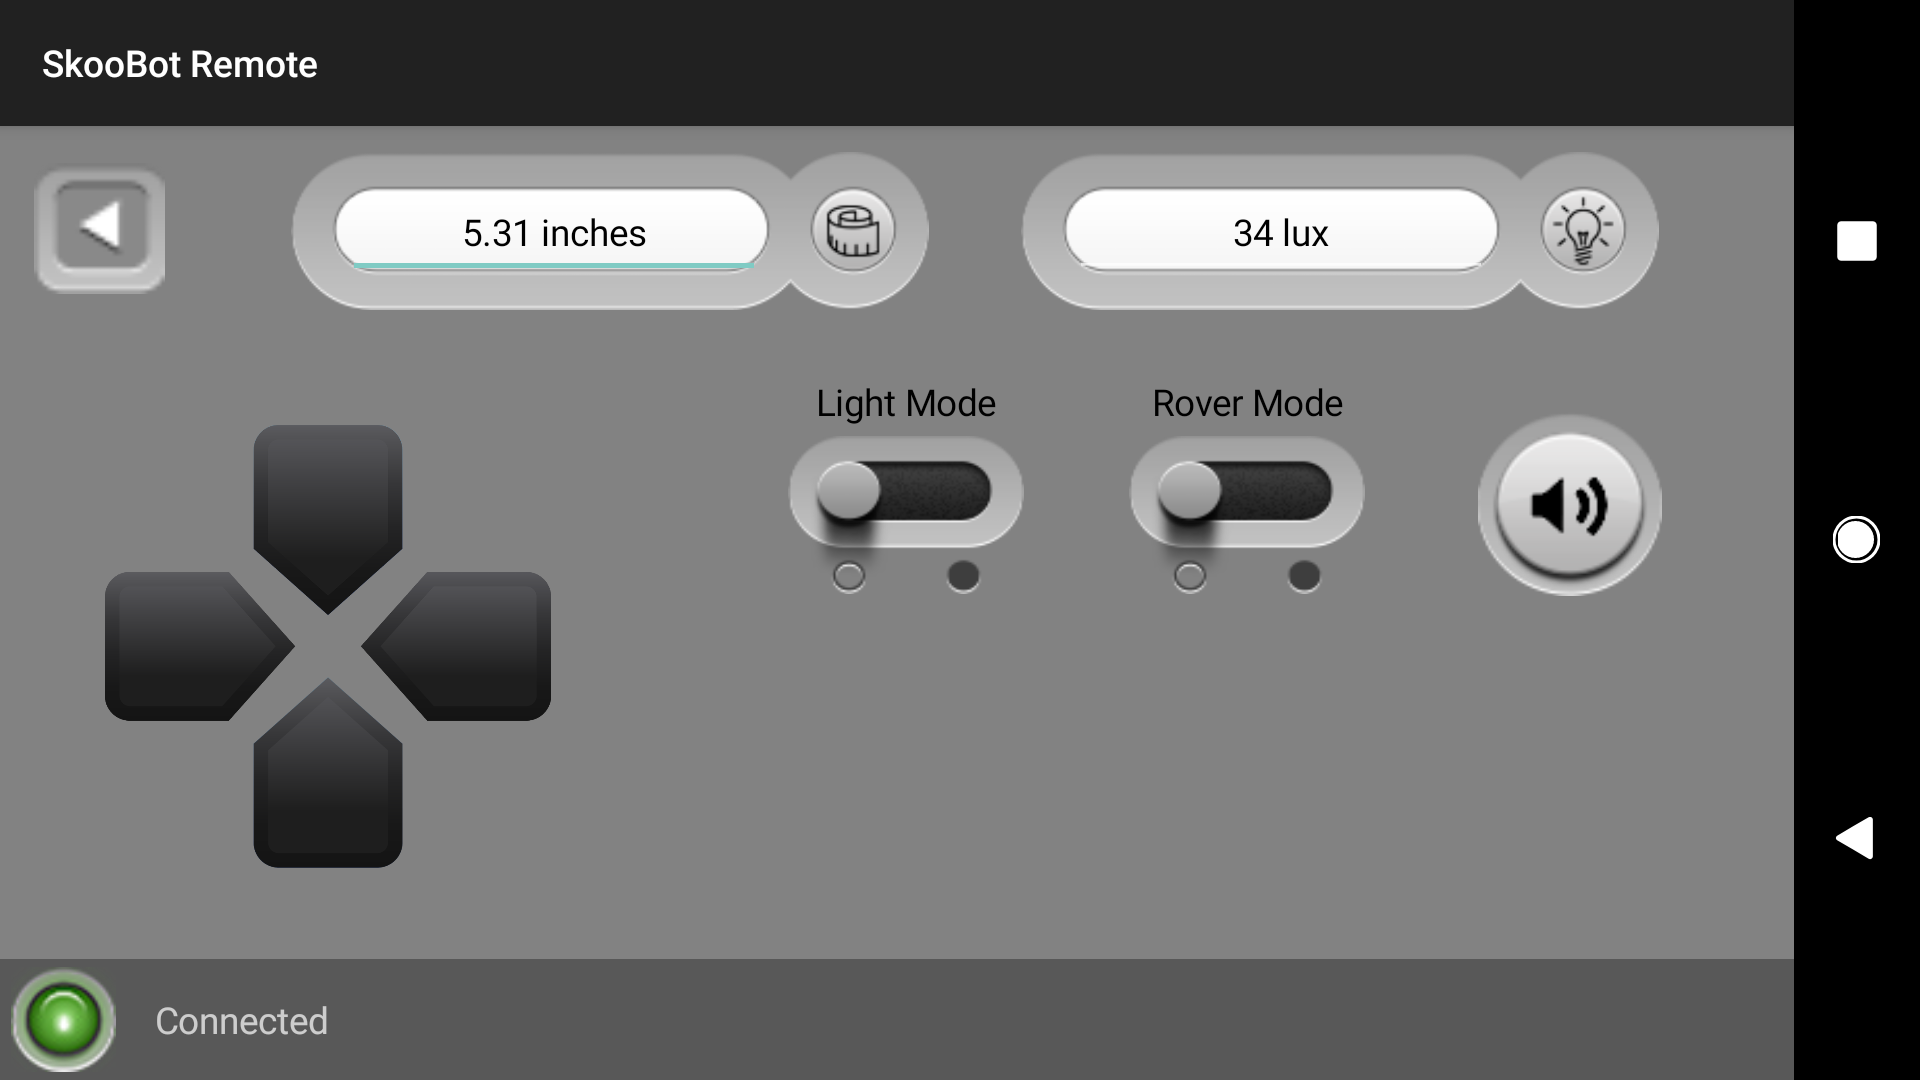 SkooBot Remote
5.31 inches
34 lux
Light Mode
Rover Mode
Connected